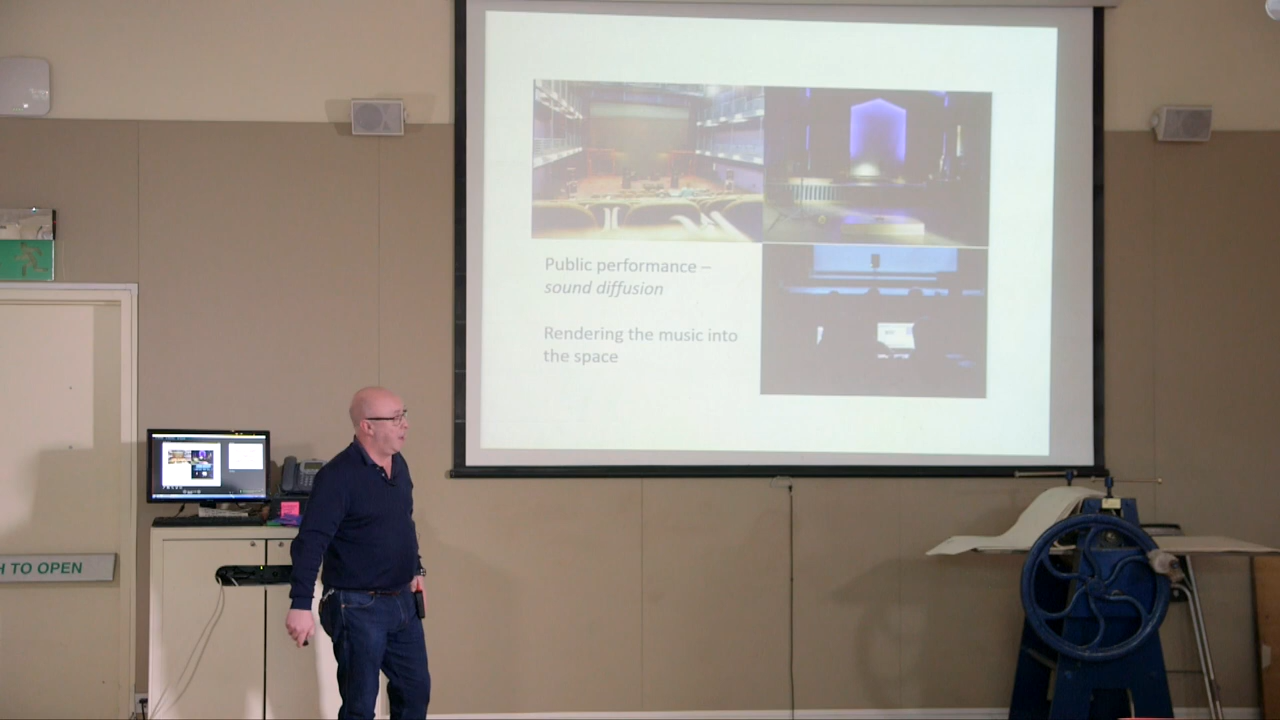 Public performance –
sound diffusion
Rendering the music into
the space
H TO OPEN